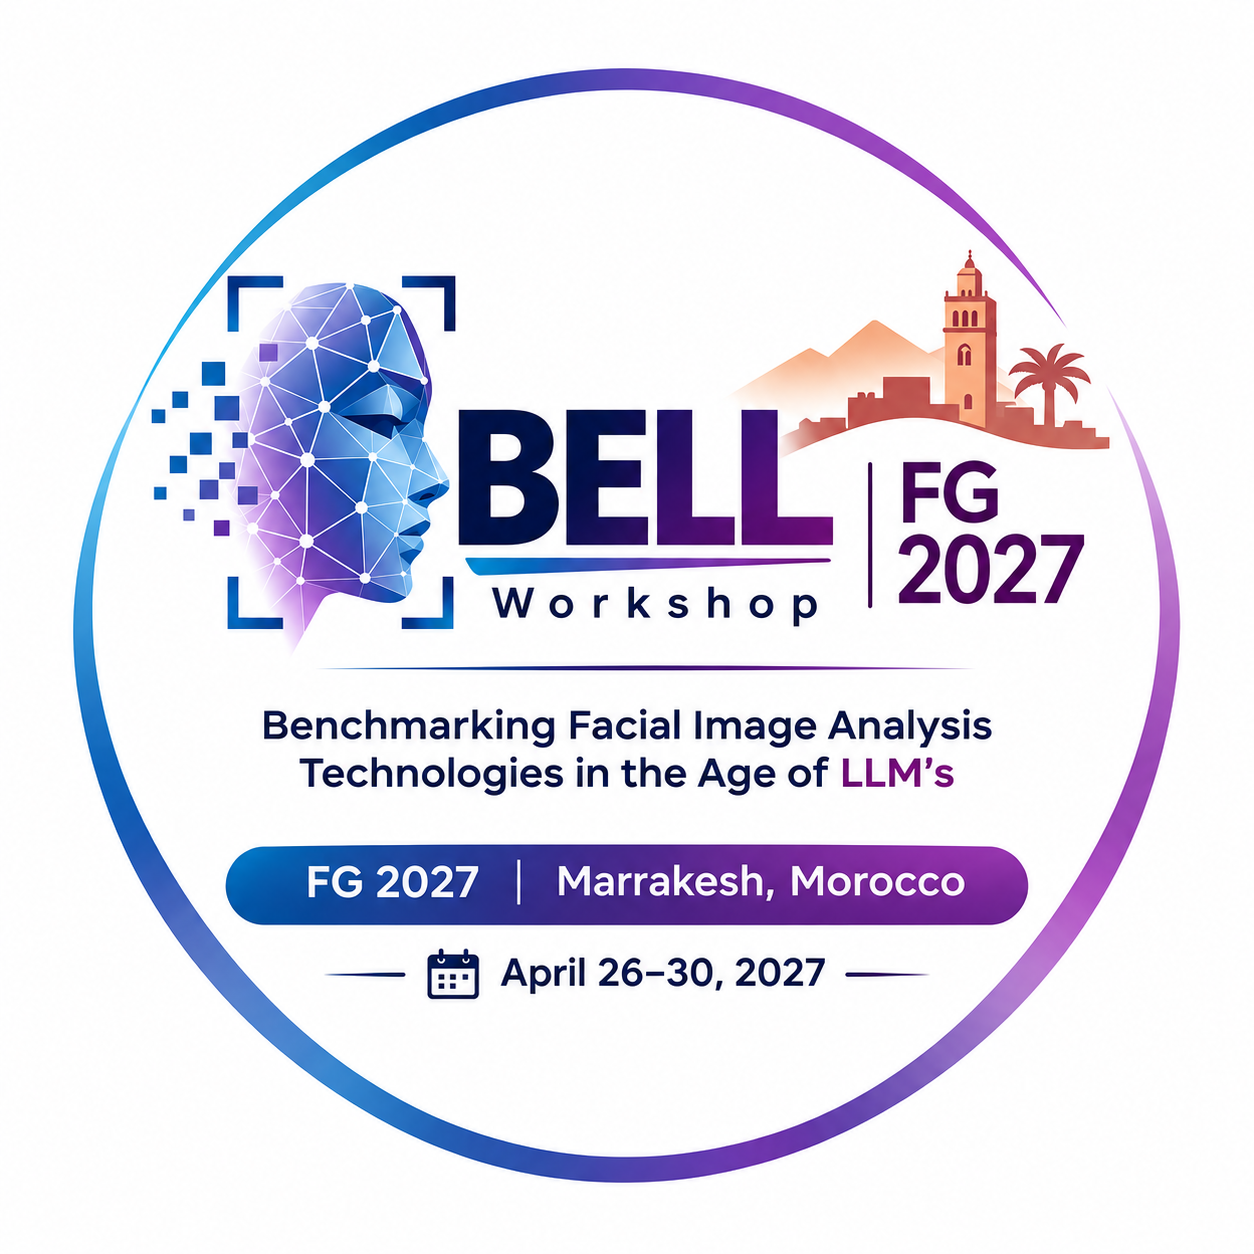 BELL
Workshop
FG
2027
Benchmarking Facial Image Analysis
Technologies in the Age of LLM’s
FG 2027 | Marrakesh, Morocco
April 26–30, 2027